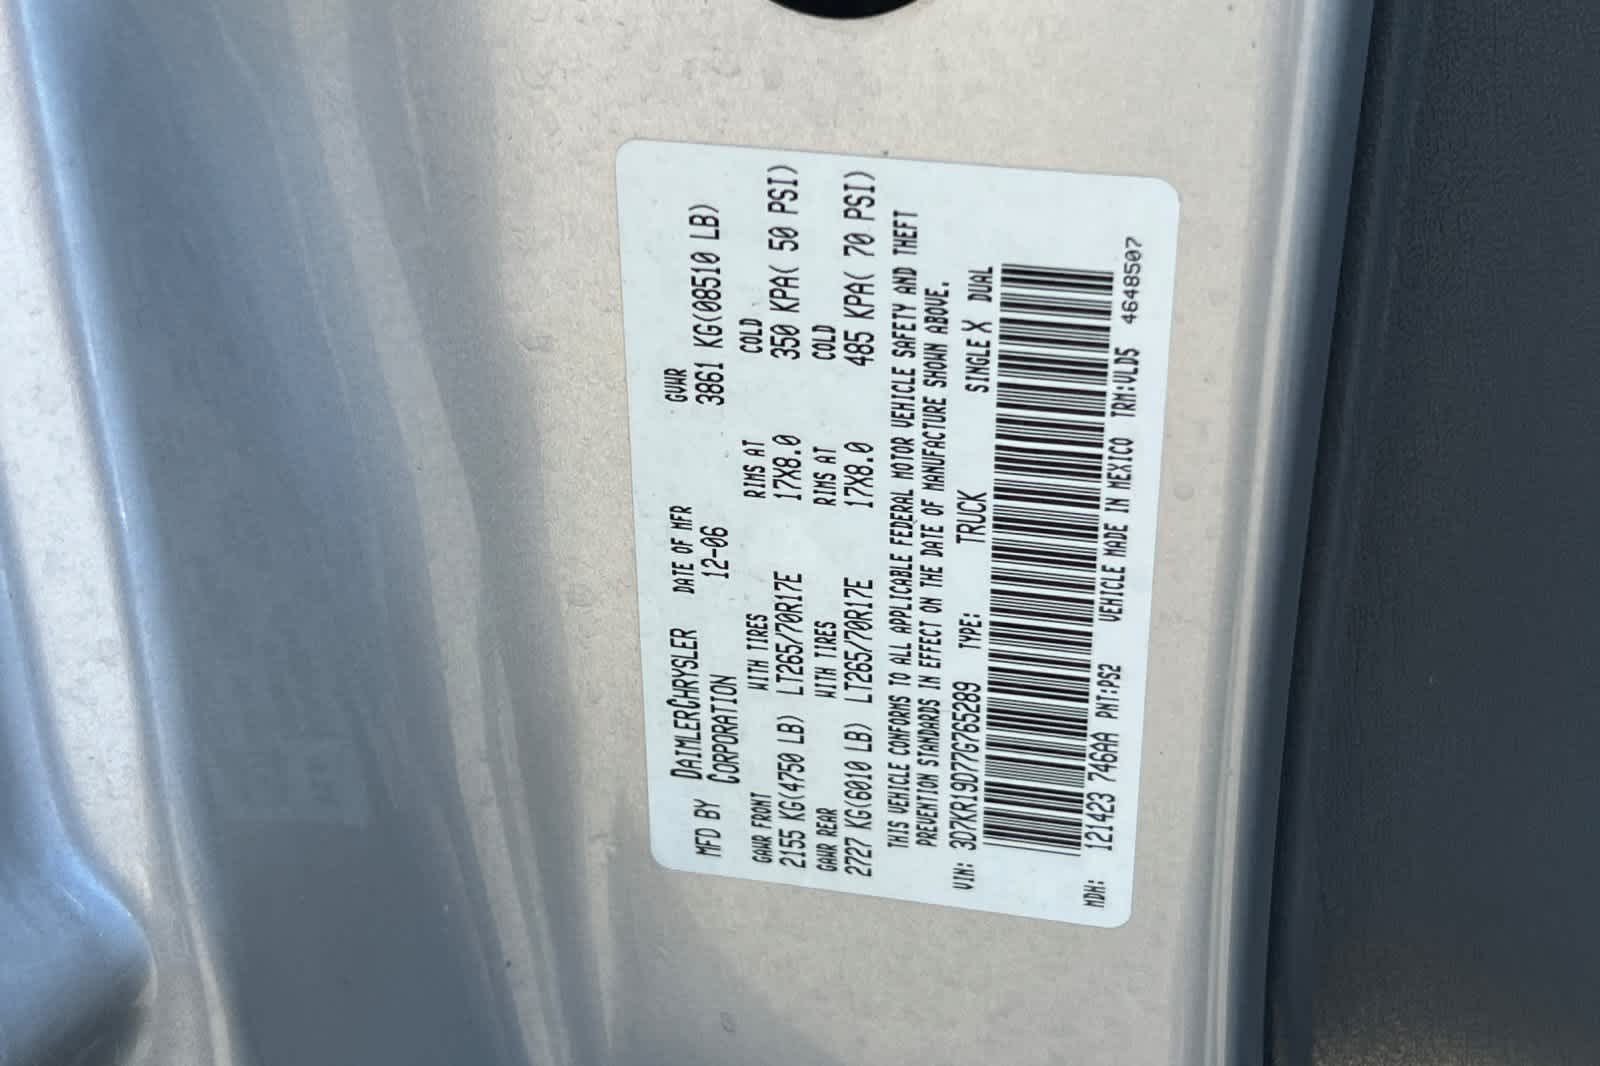 MFD BY DAIMLERCHRYSLER DATE OF MFR GVWR
CORPORATION 12-06 3861 KG(08510 LB)
GAWR FRONT WITH TIRES RIMS AT COLD
2155 KG(4750 LB) LT265/70R17E 17X8.0 350 KPA( 50 PSI)
GAWR REAR WITH TIRES RIMS AT COLD
2727 KG(6010 LB) LT265/70R17E 17X8.0 485 KPA( 70 PSI)
THIS VEHICLE CONFORMS TO ALL APPLICABLE FEDERAL MOTOR VEHICLE SAFETY AND THEFT
PREVENTION STANDARDS IN EFFECT ON THE DATE OF MANUFACTURE SHOWN ABOVE.
VIN: 3D7KR19D77G765289 TYPE: TRUCK SINGLE X DUAL
MDH: 121423 746AA PNT:PS2 VEHICLE MADE IN MEXICO TRM:VLD5 4648507